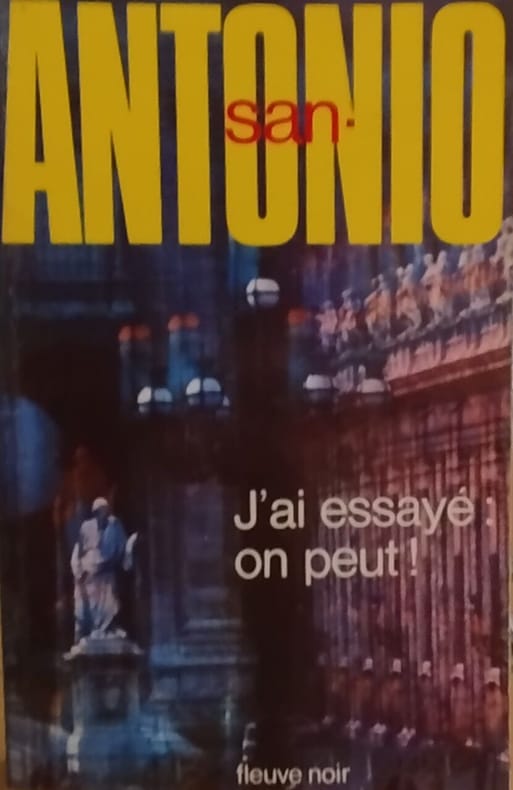 san-
ANTONIO
J'ai essayé :
on peut !
fleuve noir